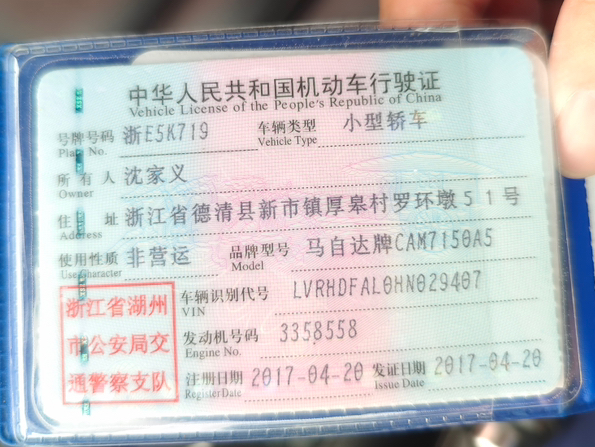 中华人民共和国机动车行驶证
Vehicle License of the People's Republic of China
号牌号码 浙E5K719 车辆类型 小型轿车
Plate No. Vehicle Type
所有人 沈家义
Owner
住址 浙江省德清县新市镇厚皋村罗环墩51号
Address
使用性质 非营运 品牌型号 马自达牌CAM7150A5
Use Character Model
车辆识别代号 LVRHDFAL0HN029407
VIN
浙江省湖州
市公安局交
通警察支队
发动机号码 3358558
Engine No.
注册日期 2017-04-20 发证日期 2017-04-20
Register Date Issue Date